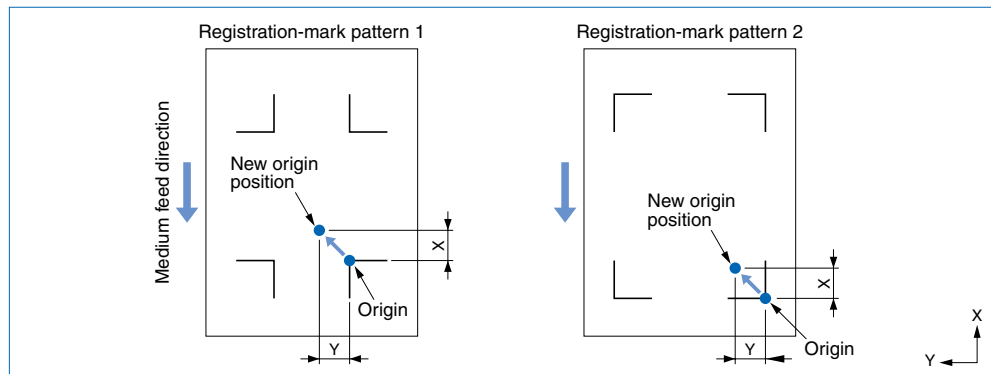 Registration-mark pattern 1
Medium feed direction
New origin
position
X
Origin
Y
Registration-mark pattern 2
New origin
position
X
Y
Origin
X
Y